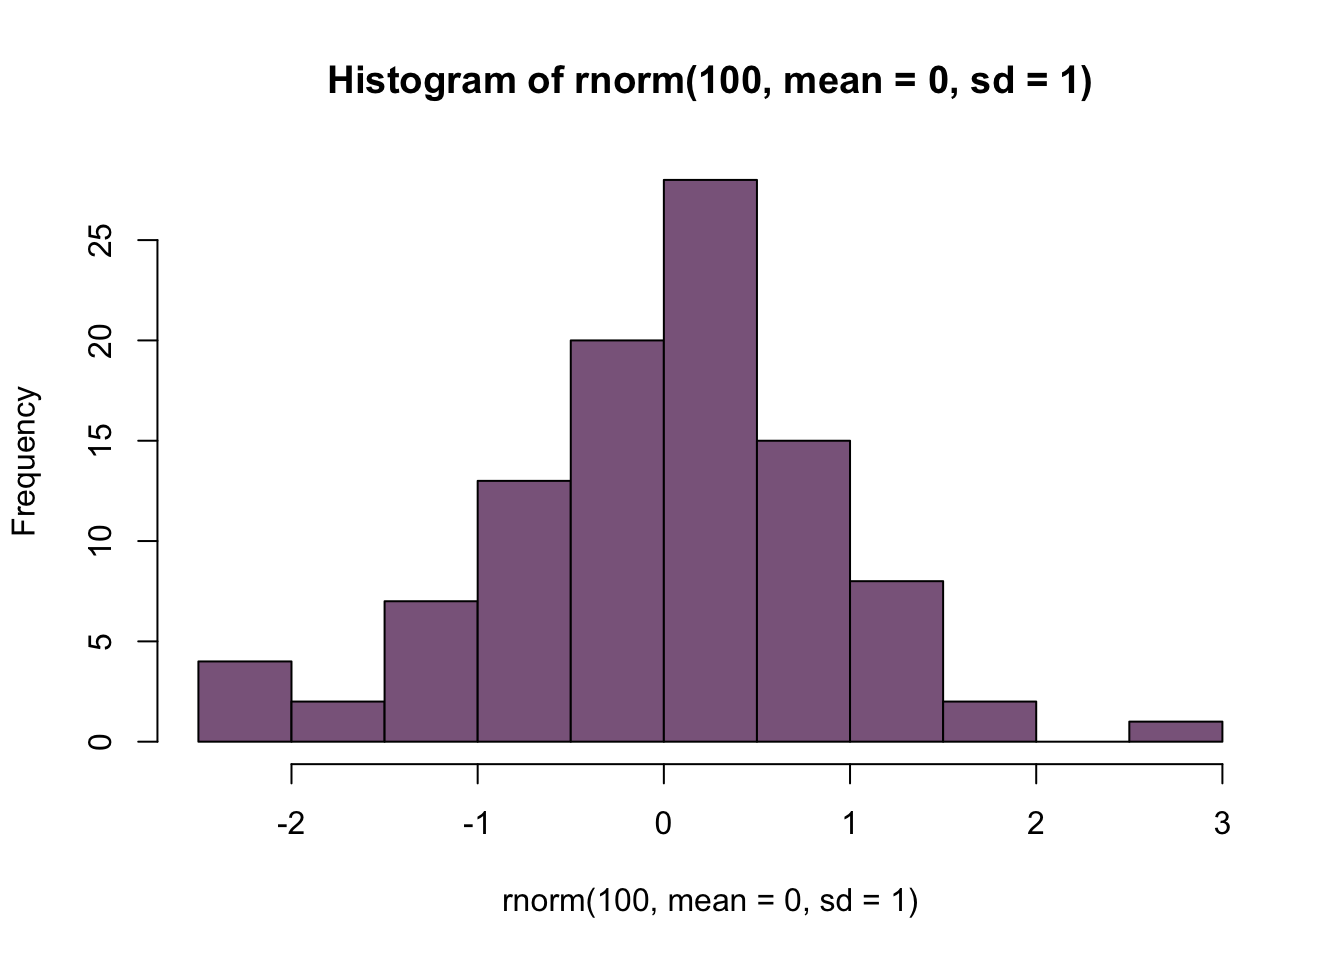 Histogram of rnorm(100, mean = 0, sd = 1)
Frequency
25
20
15
10
5
0
-2 -1 0 1 2 3
rnorm(100, mean = 0, sd = 1)